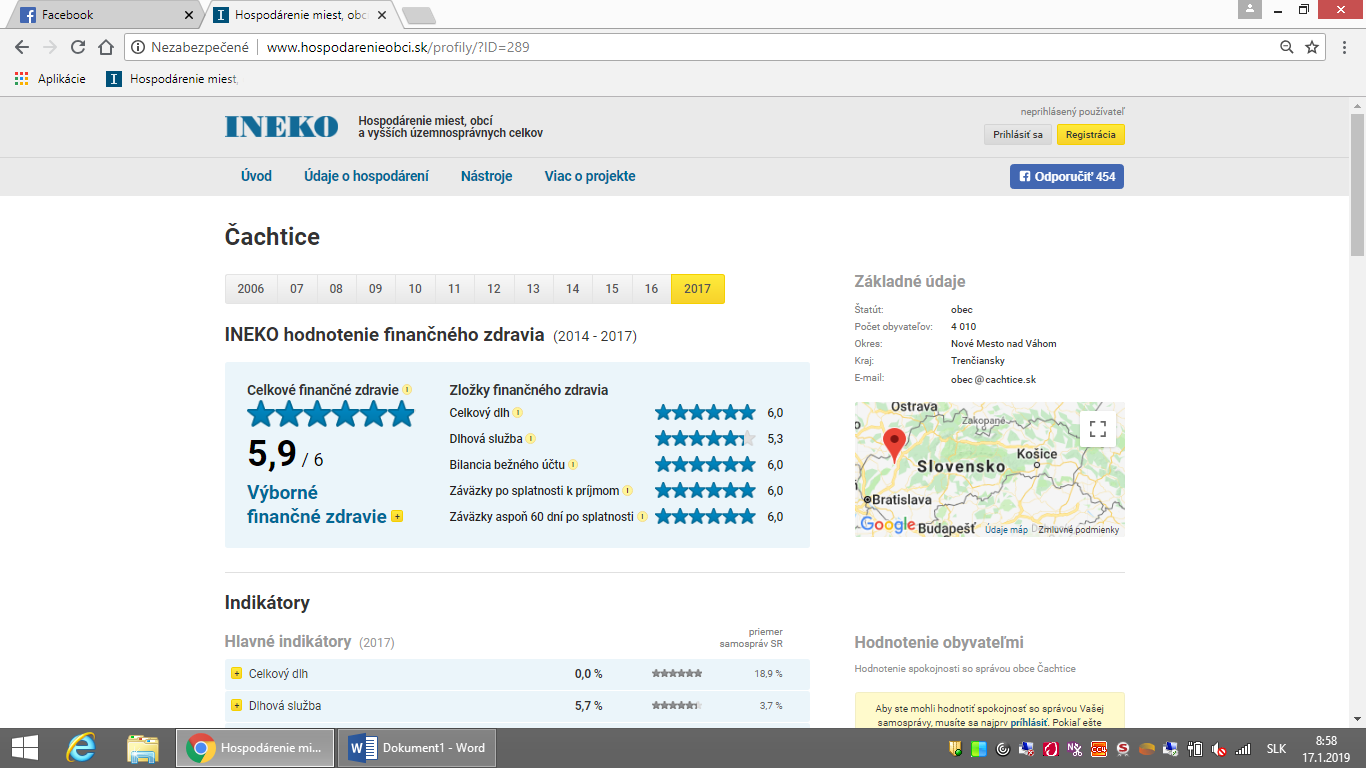 Facebook
Hospodárenie miest, obcí
Nezabezpečené
www.hospodarenieobci.sk/profily/?ID=289
Aplikácie
Hospodárenie miest,
INEKO
Hospodárenie miest, obcí
a vyšších územnosprávnych celkov
neprihlásený používateľ
Prihlásiť sa
Registrácia
Úvod
Údaje o hospodárení
Nástroje
Viac o projekte
Odporučiť 454
Čachtice
2006 07 08 09 10 11 12 13 14 15 16 2017
INEKO hodnotenie finančného zdravia (2014 - 2017)
Celkové finančné zdravie
5,9 / 6
Výborné
finančné zdravie
Zložky finančného zdravia
Celkový dlh 6,0
Dlhová služba 5,3
Bilancia bežného účtu 6,0
Záväzky po splatnosti k príjmom 6,0
Záväzky aspoň 60 dní po splatnosti 6,0
Základné údaje
Štatút: obec
Počet obyvateľov: 4 010
Okres: Nové Mesto nad Váhom
Kraj: Trenčiansky
E-mail: obec@cachtice.sk
Ostrava
Zakopane
Košice
Slovensko
Bratislava
Google
Budapešť
Údaje máp
Zmluvné podmienky
Indikátory
Hlavné indikátory (2017)
priemer
samospráv SR
Celkový dlh 0,0 % 18,9 %
Dlhová služba 5,7 % 3,7 %
Hodnotenie obyvateľmi
Hodnotenie spokojnosti so správou obce Čachtice
Aby ste mohli hodnotiť spokojnosť so správou Vašej
samosprávy, musíte sa najprv prihlásiť. Pokiaľ ešte
Hospodárenie mi...
Dokument1 - Word
SLK
8:58
17.1.2019